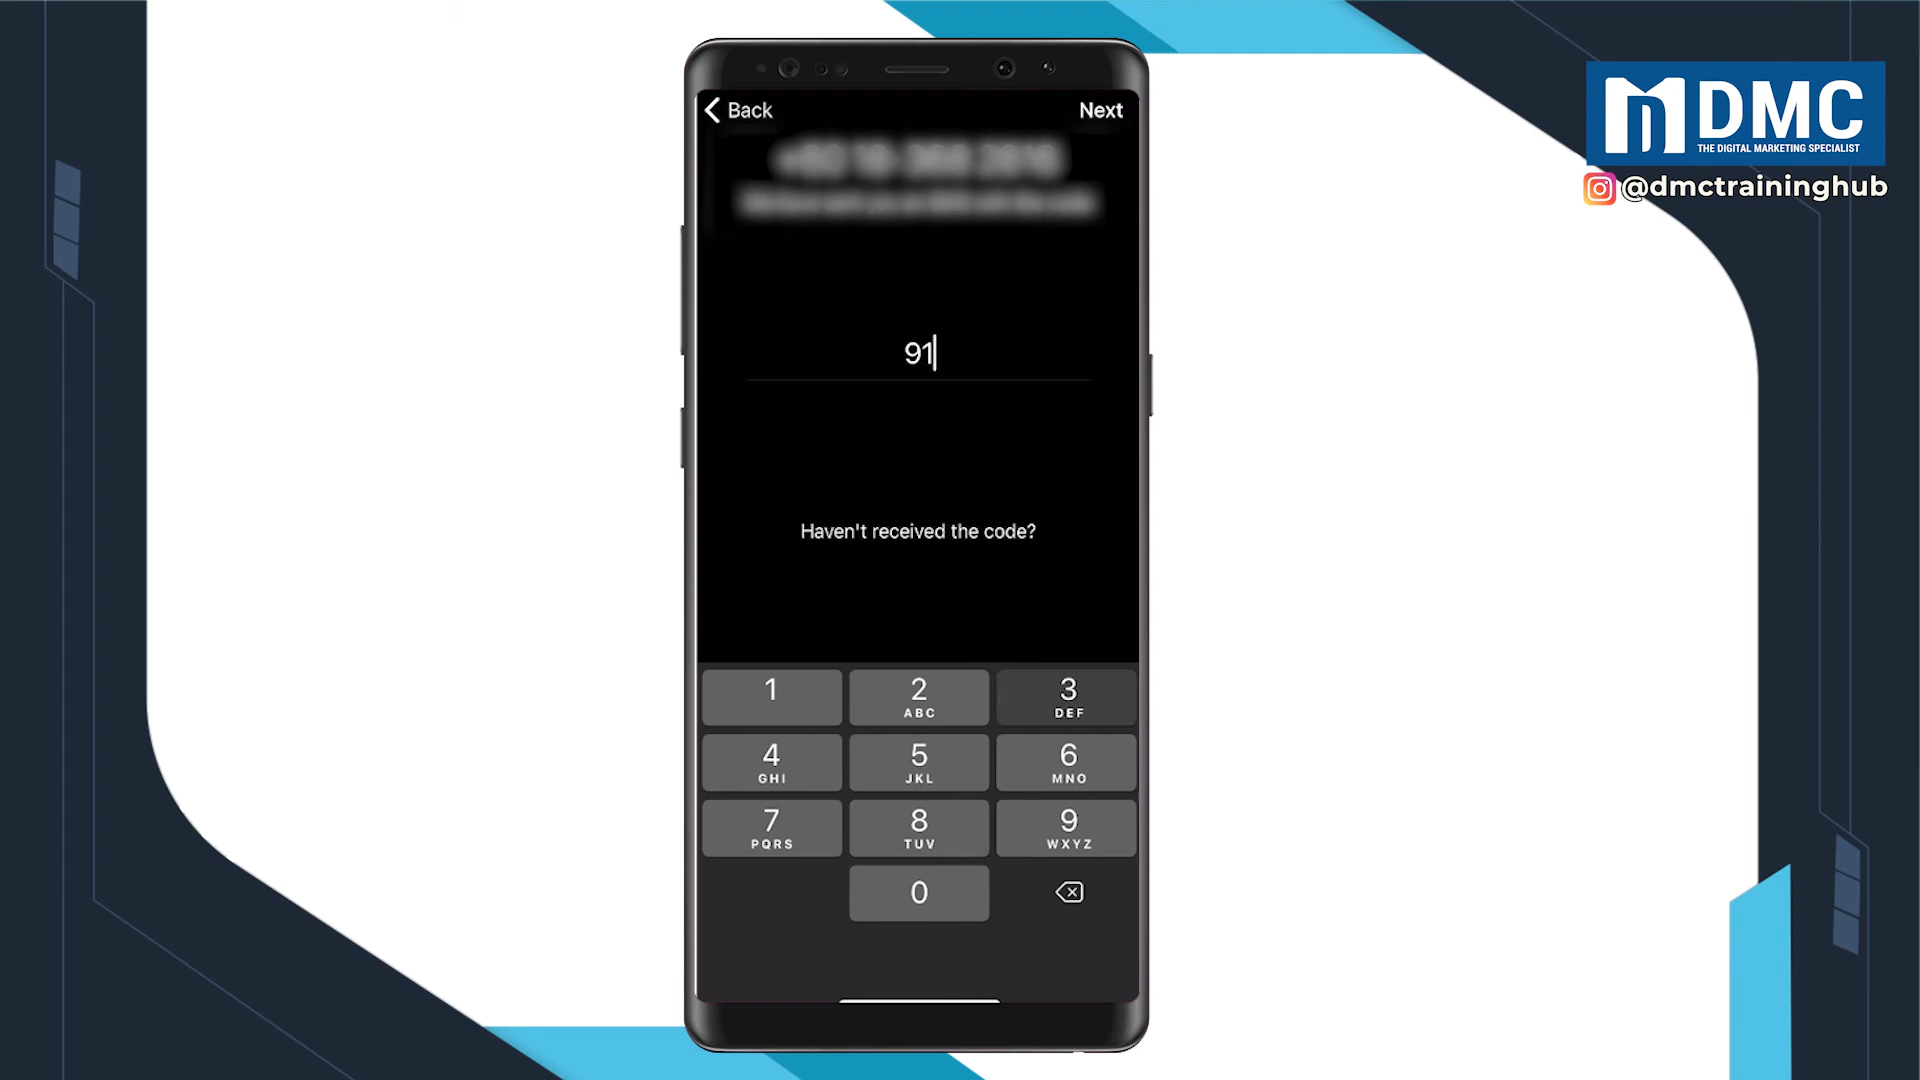 Back
Next
91
Haven't received the code?
1
2
ABC
3
DEF
4
GHI
5
JKL
6
MNO
7
PQRS
8
TUV
9
WXYZ
0
DMC
THE DIGITAL MARKETING SPECIALIST
@dmctraininghub